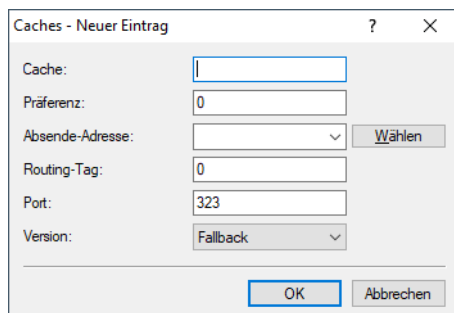 Caches - Neuer Eintrag ?
Cache:
Präferenz: 0
Absende-Adresse: Wählen
Routing-Tag: 0
Port: 323
Version: Fallback
OK Abbrechen